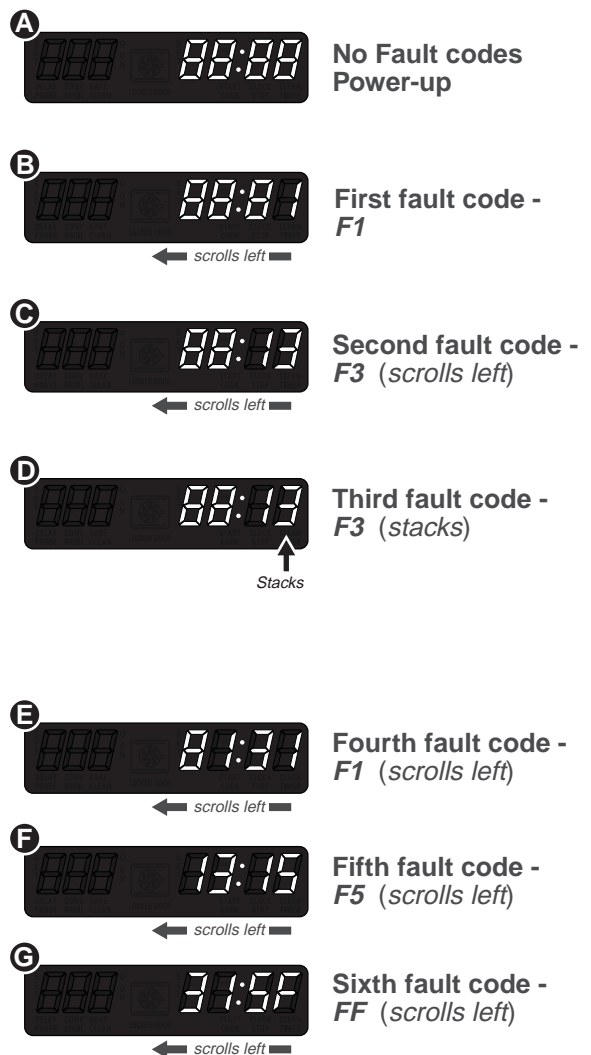 A
88:88
No Fault codes
Power-up
B
88:81
First fault code -
F1
scrolls left
C
88:13
Second fault code -
F3 (scrolls left)
scrolls left
D
88:13
Third fault code -
F3 (stacks)
Stacks
E
81:31
Fourth fault code -
F1 (scrolls left)
scrolls left
F
13:15
Fifth fault code -
F5 (scrolls left)
scrolls left
G
31:5F
Sixth fault code -
FF (scrolls left)
scrolls left